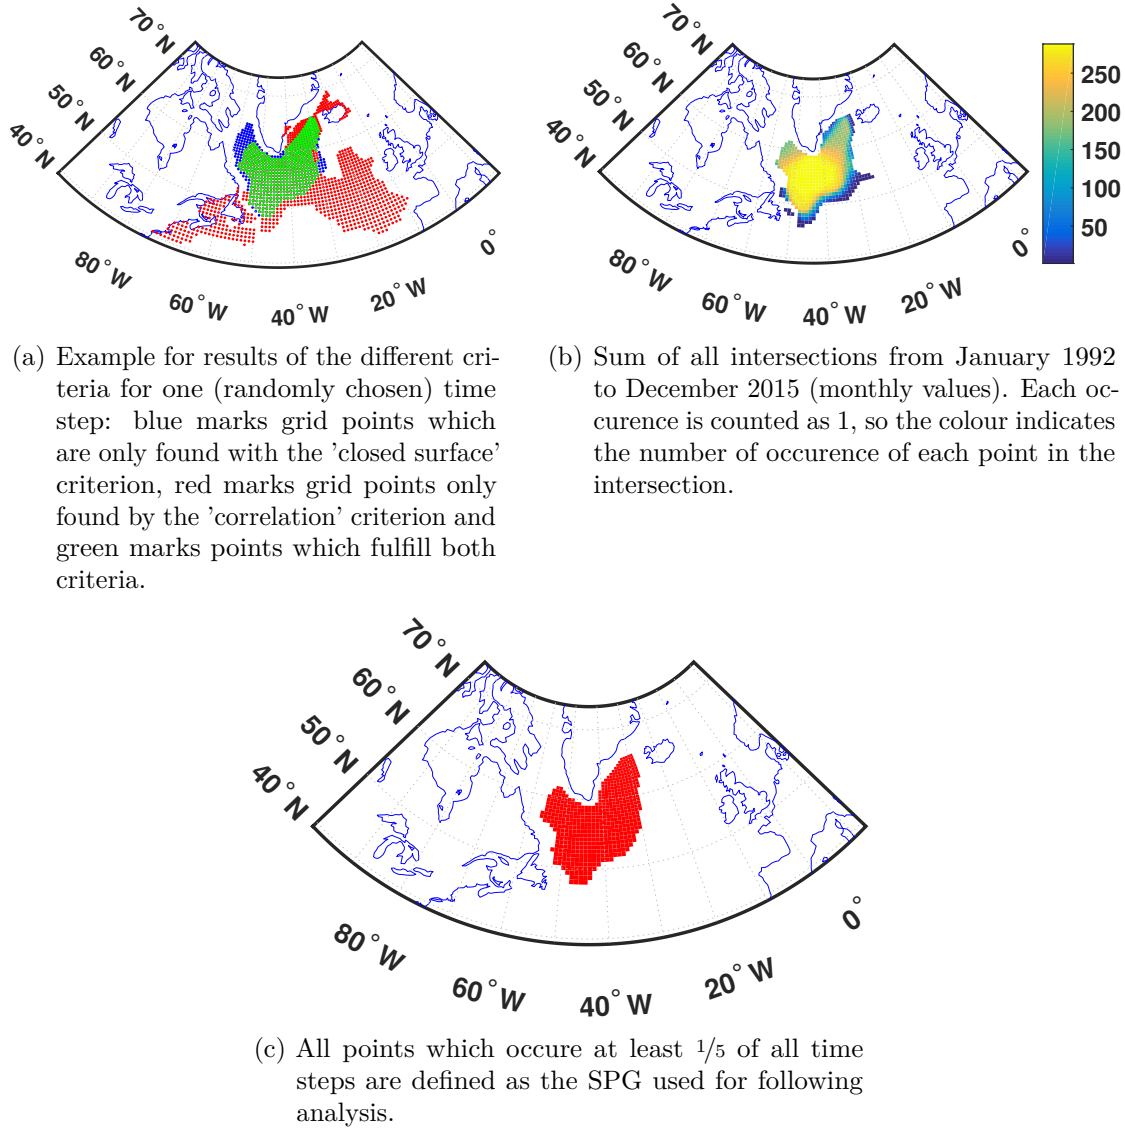 70°N
60°N
50°N
40°N
80°W
60°W
40°W
20°W
0°
70°N
60°N
50°N
40°N
80°W
60°W
40°W
20°W
0°
250
200
150
100
50
(a) Example for results of the different cri-
teria for one (randomly chosen) time
step: blue marks grid points which
are only found with the 'closed surface'
criterion, red marks grid points only
found by the 'correlation' criterion and
green marks points which fulfill both
criteria.
(b) Sum of all intersections from January 1992
to December 2015 (monthly values). Each oc-
curence is counted as 1, so the colour indicates
the number of occurence of each point in the
intersection.
70°N
60°N
50°N
40°N
80°W
60°W
40°W
20°W
0°
(c) All points which occure at least 1/5 of all time
steps are defined as the SPG used for following
analysis.